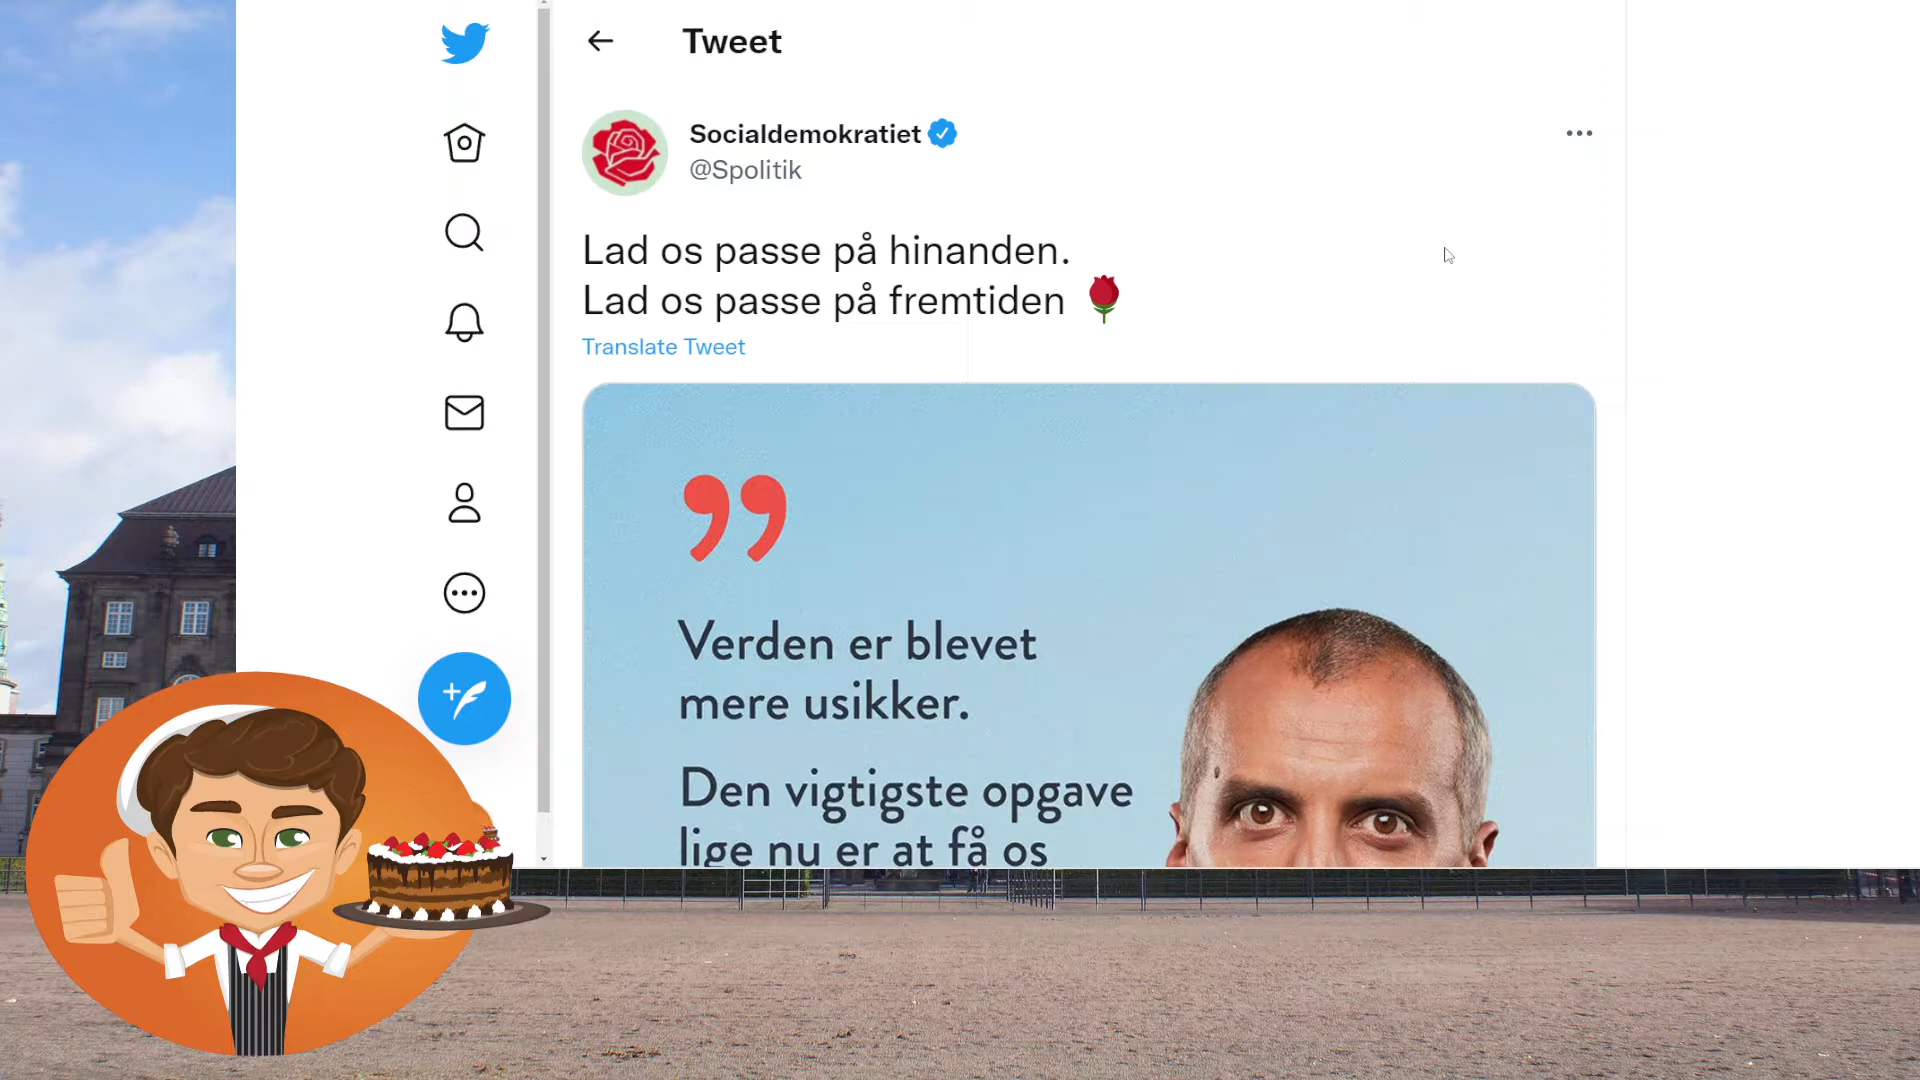 Tweet
Socialdemokratiet
@Spolitik
Lad os passe på hinanden.
Lad os passe på fremtiden
Translate Tweet
Verden er blevet
mere usikker.
Den vigtigste opgave
lige nu er at få os